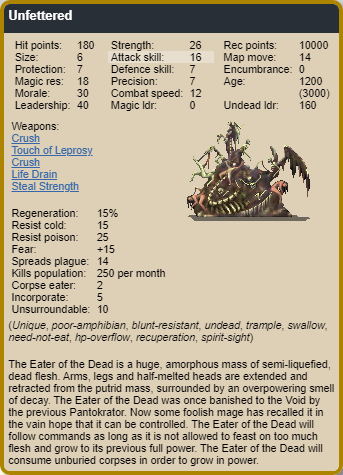 Unfettered
Hit points: 180 Strength: 26 Rec points: 10000
Size: 6 Attack skill: 16 Map move: 14
Protection: 7 Defence skill: 7 Encumbrance: 0
Magic res: 18 Precision: 7 Age: 1200
Morale: 30 Combat speed: 12 (3000)
Leadership: 40 Magic ldr: Undead ldr: 160
Weapons:
Crush
Touch of Leprosy
Crush
Life Drain
Steal Strength
Regeneration: 15%
Resist cold: 15
Resist poison: 25
Fear: +15
Spreads plague: 14
Kills population: 250 per month
Corpse eater: 2
Incorporate: 5
Unsurroundable: 10
(Unique, poor-amphibian, blunt-resistant, undead, trample, swallow,
need-not-eat, hp-overflow, recuperation, spirit-sight)
The Eater of the Dead is a huge, amorphous mass of semi-liquefied,
dead flesh. Arms, legs and half-melted heads are extended and
retracted from the putrid mass, surrounded by an overpowering smell
of decay. The Eater of the Dead was once banished to the Void by
the previous Pantokrator. Now some foolish mage has recalled it in
the vain hope that it can be controlled. The Eater of the Dead will
follow commands as long as it is not allowed to feast on too much
flesh and grow to its previous full power. The Eater of the Dead will
consume unburied corpses in order to grow in power.